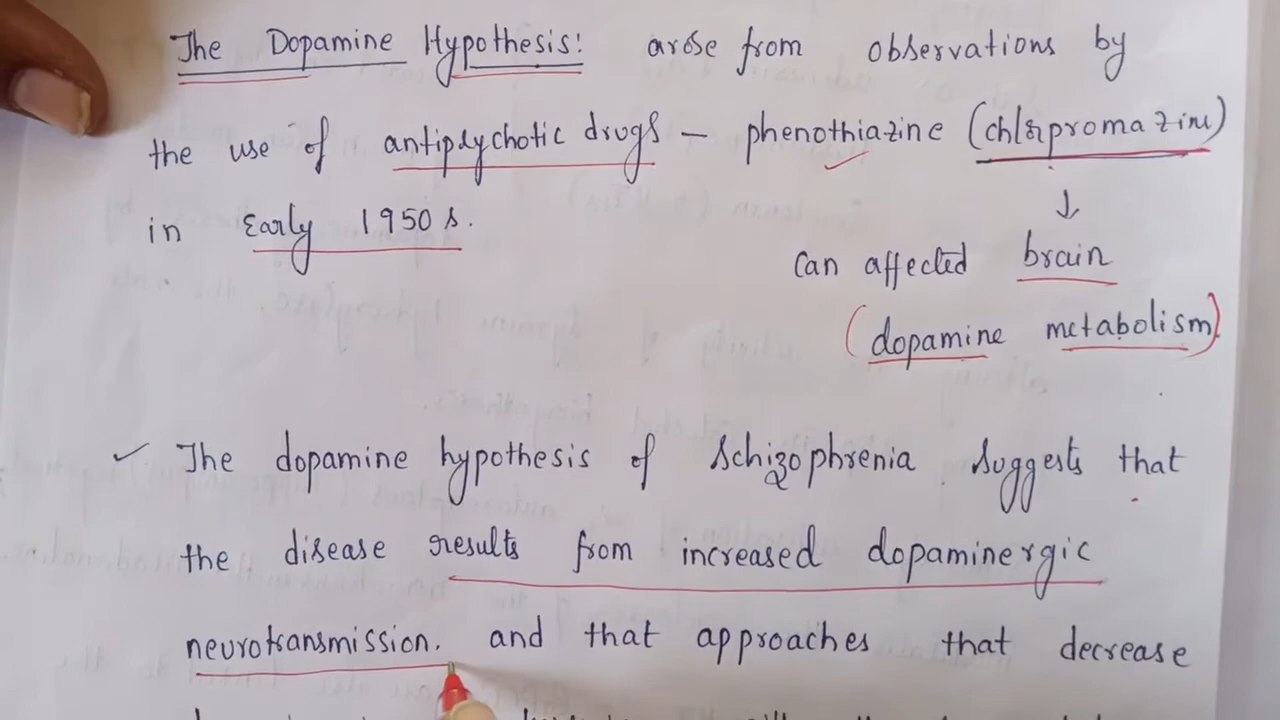 The Dopamine Hypothesis: arose from observations by
the use of antipsychotic drugs – phenothiazine (chlorpromazine)
in Early 1950s.
↓
Can affected brain
(dopamine metabolism)
✓ The dopamine hypothesis of Schizophrenia suggests that
the disease results from increased dopaminergic
neurotransmission. and that approaches that decrease